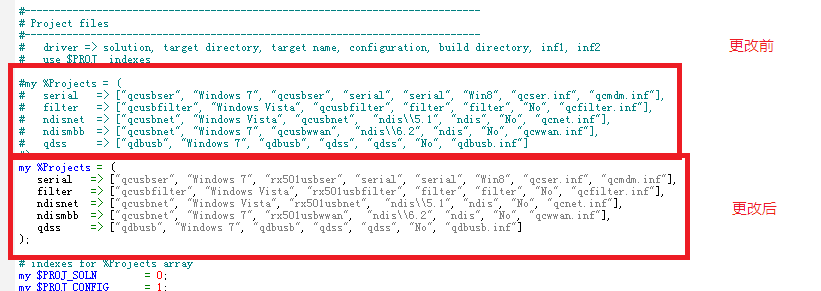 #-----------------------------------------------------------------------------
# Project files
#-----------------------------------------------------------------------------
#   driver => solution, target directory, target name, configuration, build directory, inf1, inf2
更改前
#   use $PROJ_ indexes
#my %Projects = (
#   serial   => ["qcusbser", "Windows 7", "qcusbser", "serial", "serial", "Win8", "qcser.inf", "qcmdm.inf"],
#   filter   => ["qcusbfilter", "Windows Vista", "qcusbfilter", "filter", "filter", "No", "qcfilter.inf"],
#   ndisnet  => ["qcusbnet", "Windows Vista", "qcusbnet",  "ndis\\5.1", "ndis", "No", "qcnet.inf"],
#   ndismbb  => ["qcusbnet", "Windows 7", "qcusbwwan",  "ndis\\6.2", "ndis", "No", "qcwwan.inf"],
#   qdss     => ["qdbusb", "Windows 7", "qdbusb", "qdss", "qdss", "No", "qdbusb.inf"]
my %Projects = (
   serial   => ["qcusbser", "Windows 7", "rx501usbser", "serial", "serial", "Win8", "qcser.inf", "qcmdm.inf"],
   filter   => ["qcusbfilter", "Windows Vista", "rx501usbfilter", "filter", "filter", "No", "qcfilter.inf"],
   ndisnet  => ["qcusbnet", "Windows Vista", "rx501usbnet",  "ndis\\5.1", "ndis", "No", "qcnet.inf"],
   ndismbb  => ["qcusbnet", "Windows 7", "rx501usbwwan",  "ndis\\6.2", "ndis", "No", "qcwwan.inf"],
更改后
   qdss     => ["qdbusb", "Windows 7", "qdbusb", "qdss", "qdss", "No", "qdbusb.inf"]
);
# indexes for %Projects array
my $PROJ_SOLN       = 0;
my $PROJ_CONFIG     = 1;